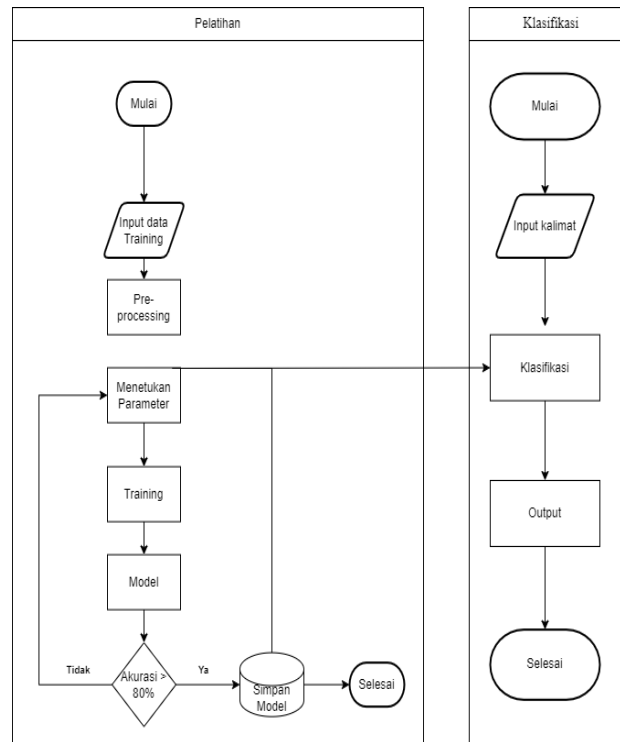 Pelatihan
Mulai
Input data
Training
Pre-
processing
Menetukan
Parameter
Training
Model
Akurasi >
80%
Tidak
Ya
Simpan
Model
Selesai
Klasifikasi
Mulai
Input kalimat
Klasifikasi
Output
Selesai